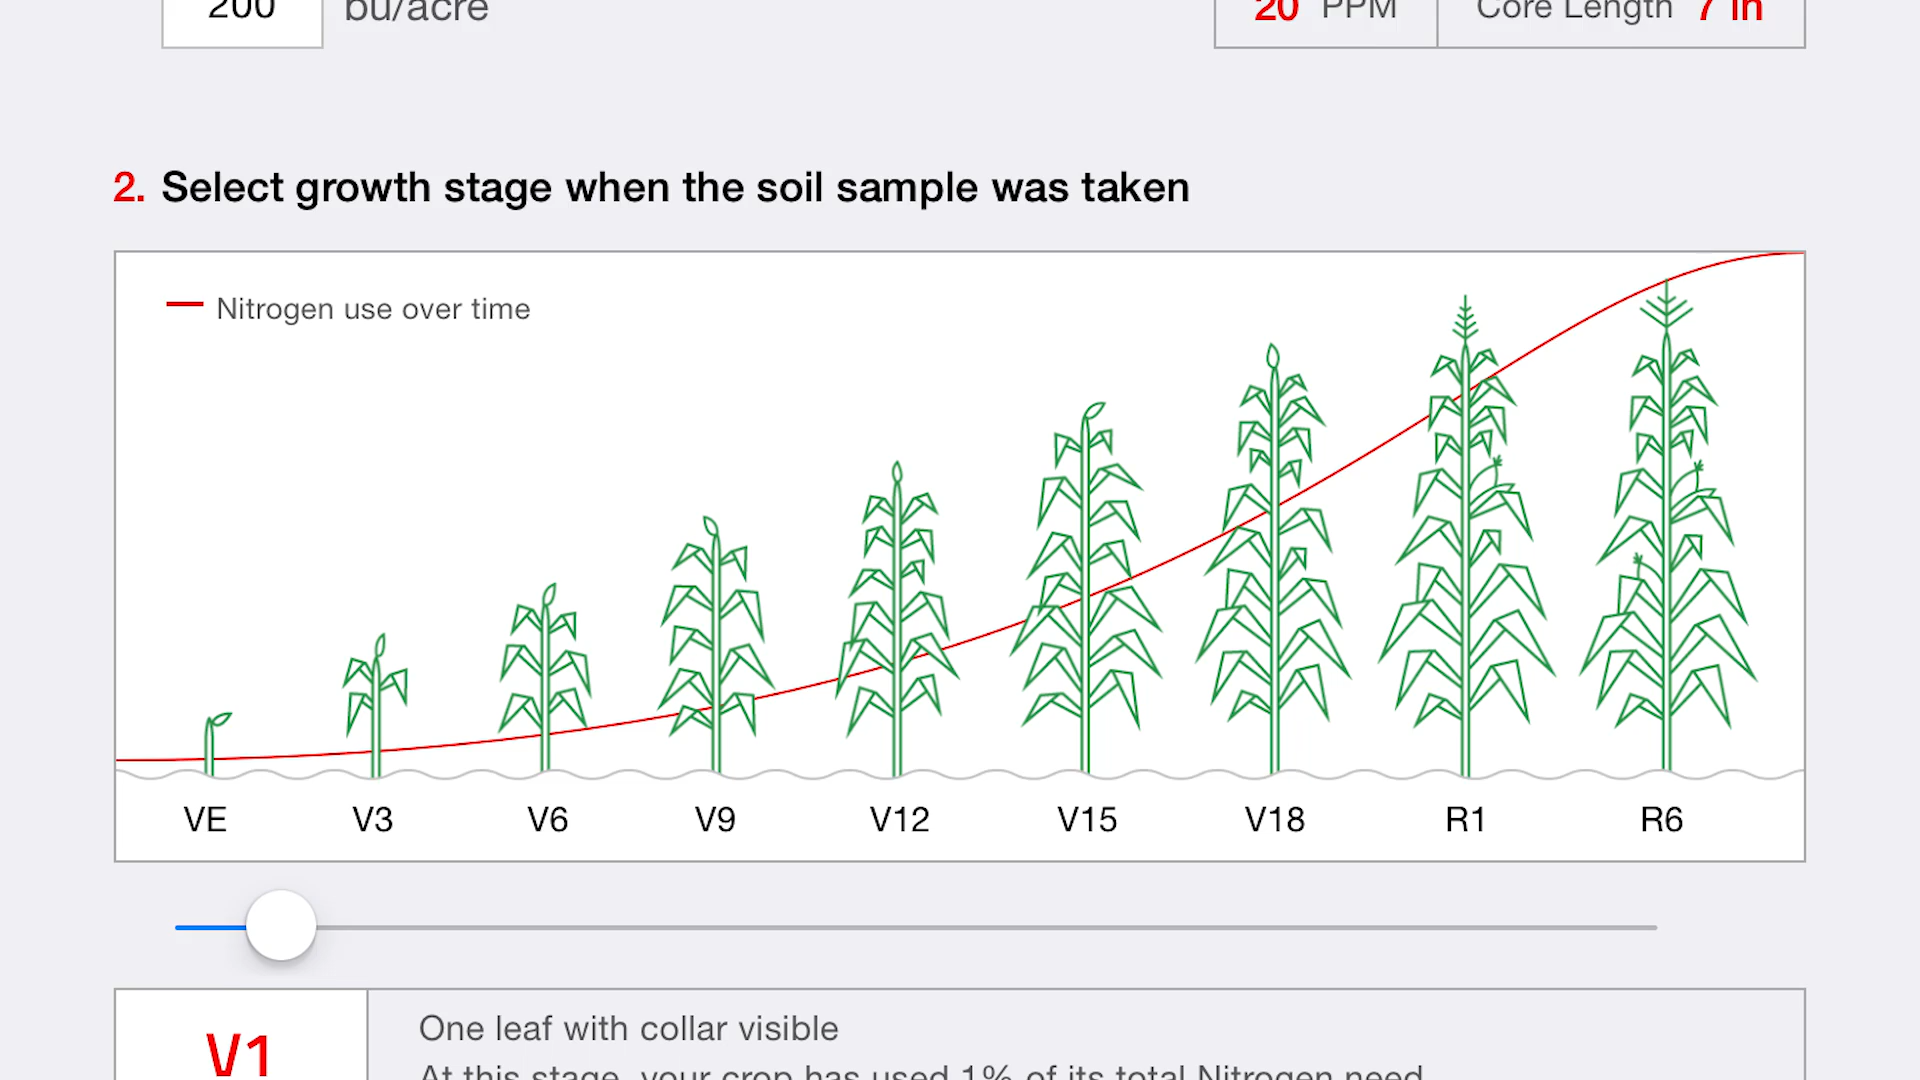 200 bu/acre 20 PPM Core Length 7 in
2. Select growth stage when the soil sample was taken
Nitrogen use over time
VE V3 V6 V9 V12 V15 V18 R1 R6
One leaf with collar visible
V1
At this stage, your crop has used 1% of its total Nitrogen need